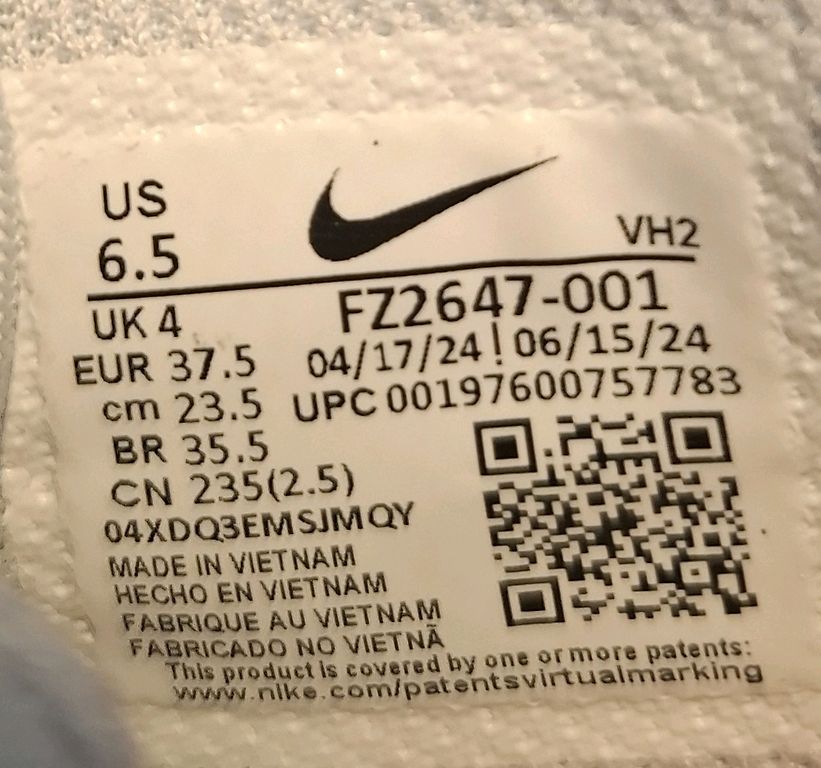 US
6.5
VH2
UK 4
FZ2647-001
EUR 37.5
04/17/24 ! 06/15/24
cm 23.5
UPC 00197600757783
BR 35.5
CN 235(2.5)
04XDQ3EMSJMQY
MADE IN VIETNAM
HECHO EN VIETNAM
FABRIQUE AU VIETNAM
FABRICADO NO VIETNÃ
This product is covered by one or more patents:
www.nike.com/patentsvirtualmarking